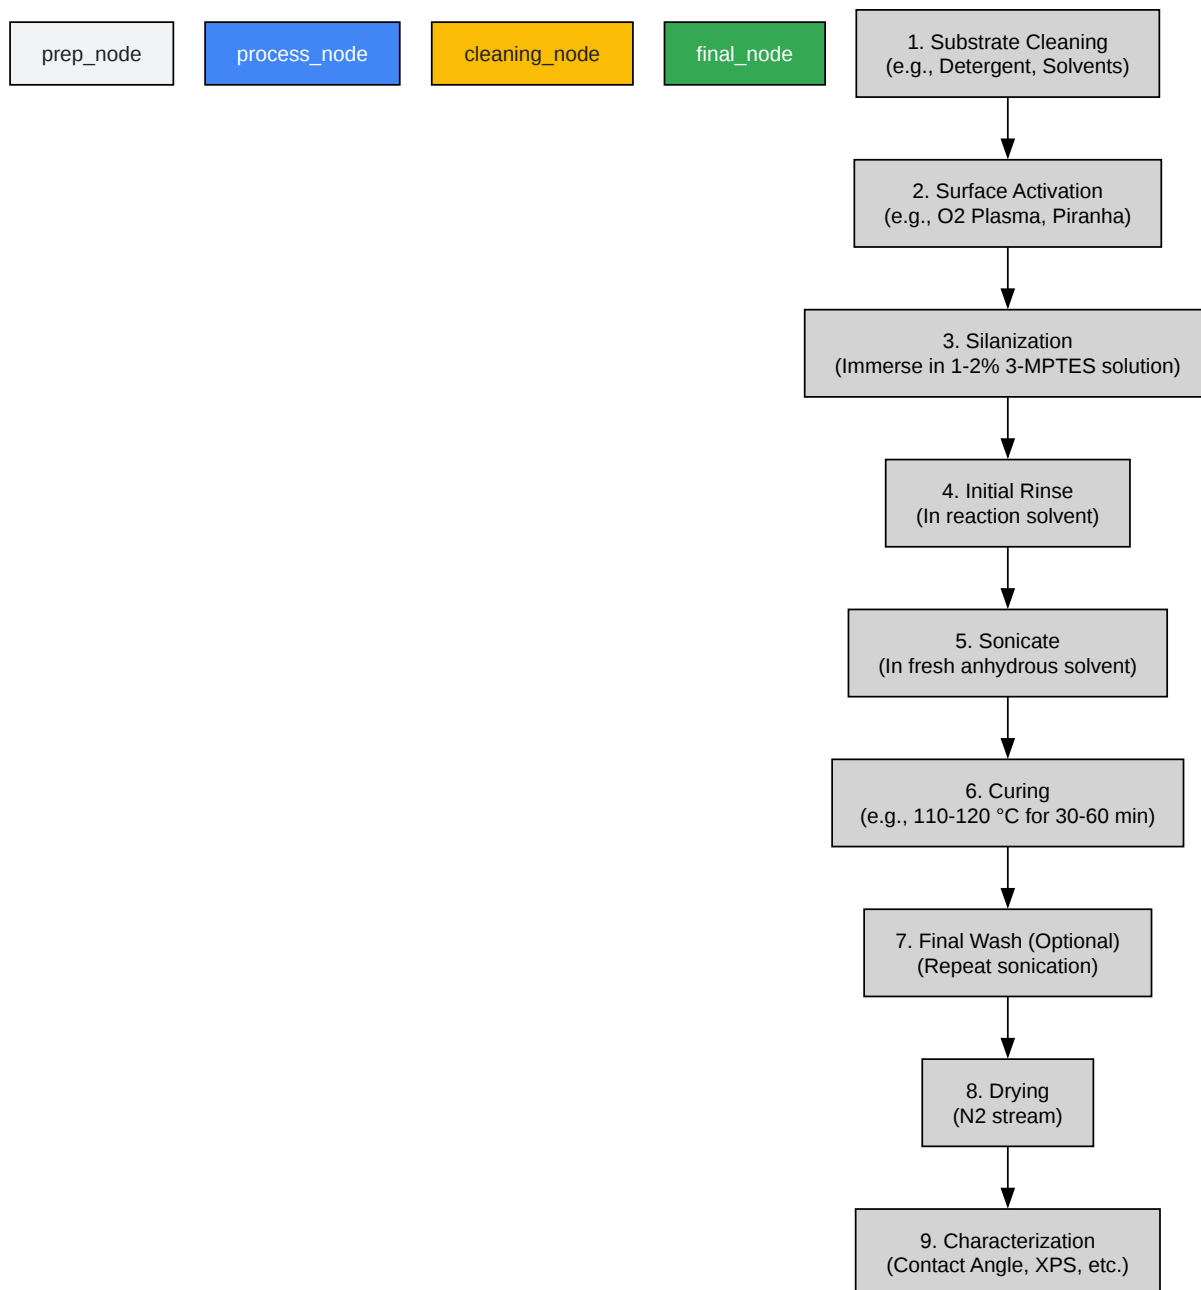 prep_node
process_node
cleaning_node
final_node
1. Substrate Cleaning
(e.g., Detergent, Solvents)
2. Surface Activation
(e.g., O2 Plasma, Piranha)
3. Silanization
(Immerse in 1-2% 3-MPTES solution)
4. Initial Rinse
(In reaction solvent)
5. Sonicate
(In fresh anhydrous solvent)
6. Curing
(e.g., 110-120 °C for 30-60 min)
7. Final Wash (Optional)
(Repeat sonication)
8. Drying
(N2 stream)
9. Characterization
(Contact Angle, XPS, etc.)